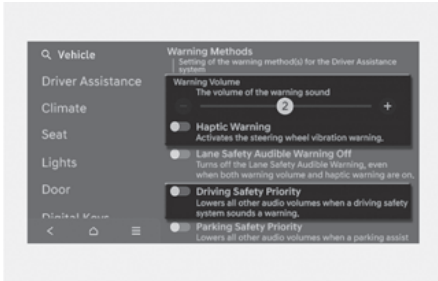 Vehicle
Driver Assistance
Climate
Seat
Lights
Door
Digital Keys
Warning Methods
Setting of the warning method(s) for the Driver Assistance
system
Warning Volume
The volume of the warning sound
2
Haptic Warning
Activates the steering wheel vibration warning.
Lane Safety Audible Warning Off
Turns off the Lane Safety Audible Warning, even
when both warning volume and haptic warning are on.
Driving Safety Priority
Lowers all other audio volumes when a driving safety
system sounds a warning.
Parking Safety Priority
Lowers all other audio volumes when a parking assist